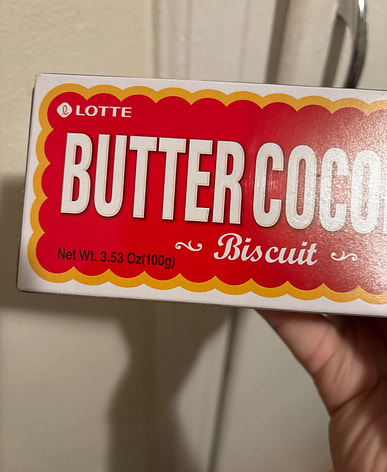 LOTTE
BUTTER COCO
Biscuit
Net Wt. 3.53 Oz(100g)